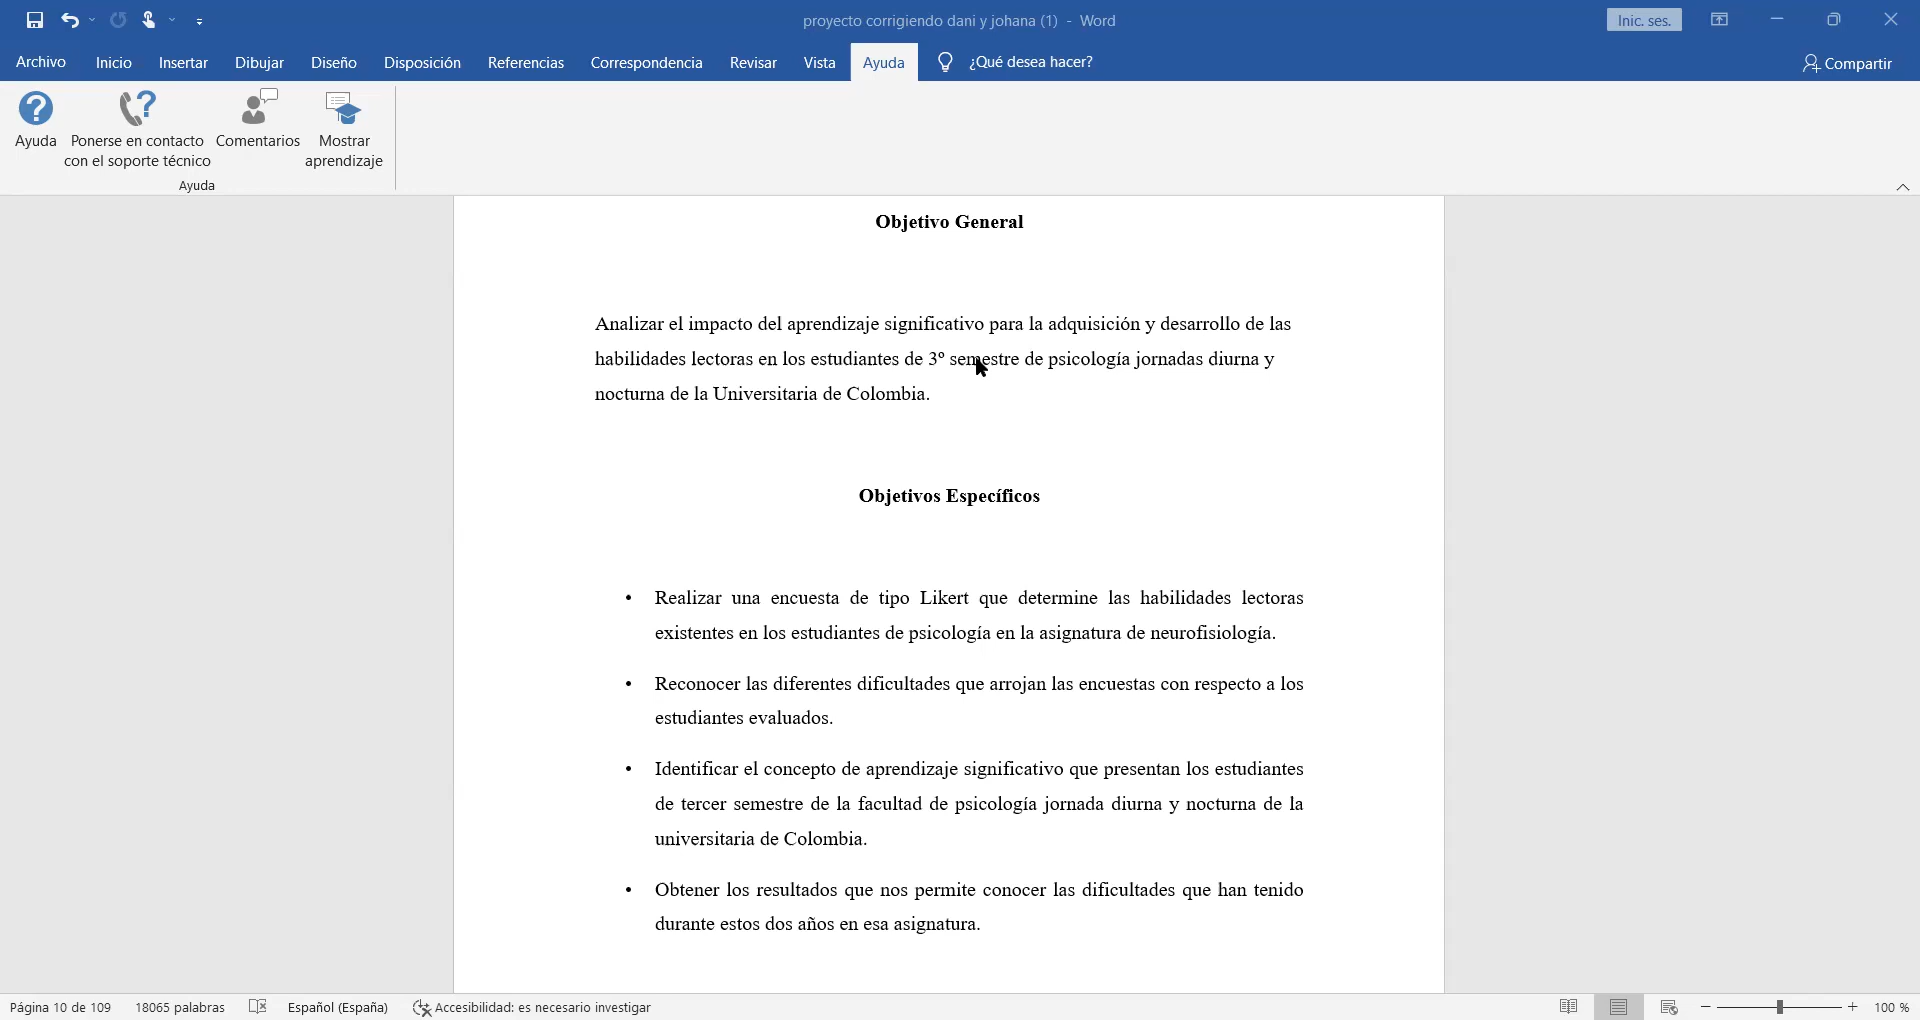 proyecto corrigiendo dani y johana (1) - Word
Inic. ses.
Archivo Inicio Insertar Dibujar Diseño Disposición Referencias Correspondencia Revisar Vista Ayuda ¿Qué desea hacer? Compartir
Ayuda
Ponerse en contacto
con el soporte técnico
Comentarios
Mostrar
aprendizaje
Ayuda
Objetivo General
Analizar el impacto del aprendizaje significativo para la adquisición y desarrollo de las
habilidades lectoras en los estudiantes de 3º semestre de psicología jornadas diurna y
nocturna de la Universitaria de Colombia.
Objetivos Específicos
• Realizar una encuesta de tipo Likert que determine las habilidades lectoras
existentes en los estudiantes de psicología en la asignatura de neurofisiología.
• Reconocer las diferentes dificultades que arrojan las encuestas con respecto a los
estudiantes evaluados.
• Identificar el concepto de aprendizaje significativo que presentan los estudiantes
de tercer semestre de la facultad de psicología jornada diurna y nocturna de la
universitaria de Colombia.
• Obtener los resultados que nos permite conocer las dificultades que han tenido
durante estos dos años en esa asignatura.
Página 10 de 109 18065 palabras Español (España) Accesibilidad: es necesario investigar 100 %